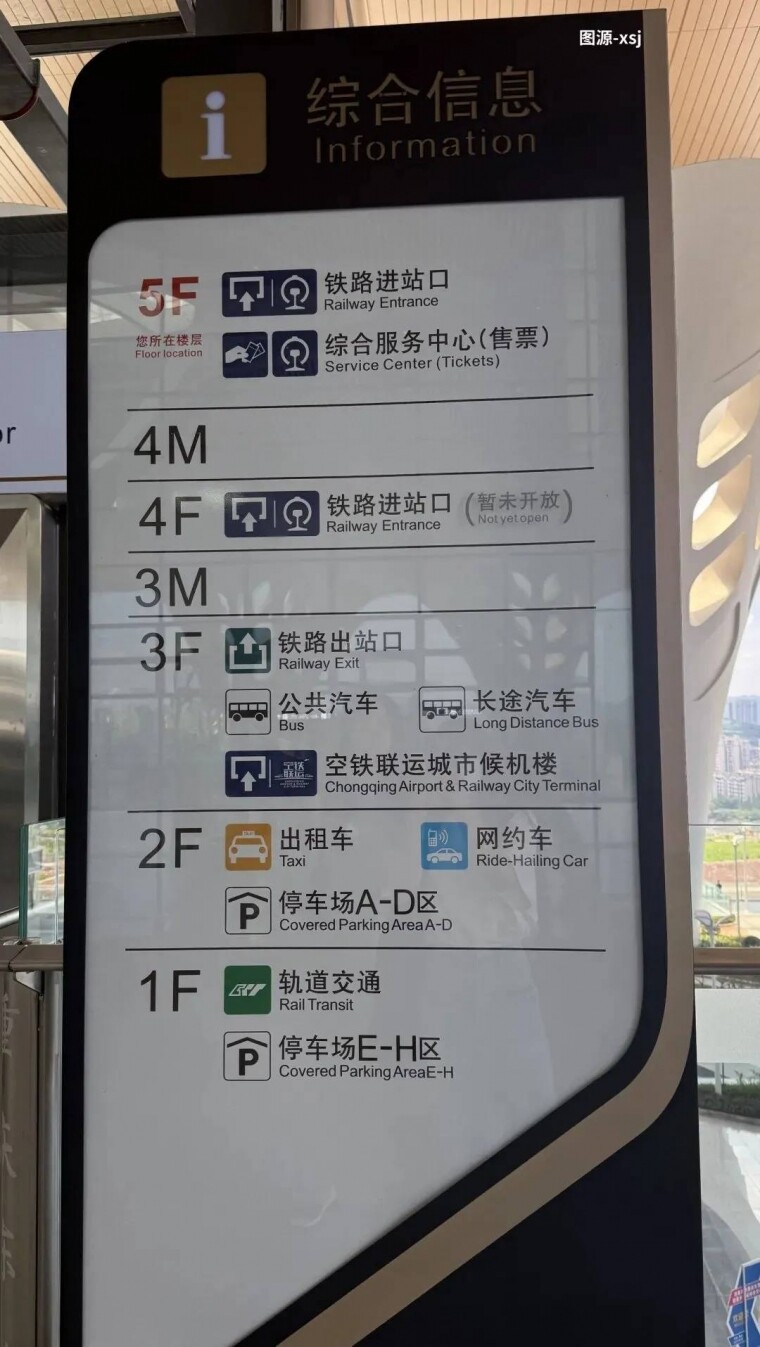 图源-xsj
i 综合信息
Information
5F 铁路进站口
Railway Entrance
您所在楼层
Floor location
综合服务中心(售票)
Service Center (Tickets)
4M
4F 铁路进站口 (暂未开放)
Railway Entrance Not yet open
3M
3F 铁路出站口
Railway Exit
公共汽车 长途汽车
Bus Long Distance Bus
空铁联运 空铁联运城市候机楼
Chongqing Airport & Railway City Terminal
2F 出租车 网约车
Taxi Ride-Hailing Car
P 停车场A-D区
Covered Parking Area A-D
1F 轨道交通
Rail Transit
P 停车场E-H区
Covered Parking Area E-H
or